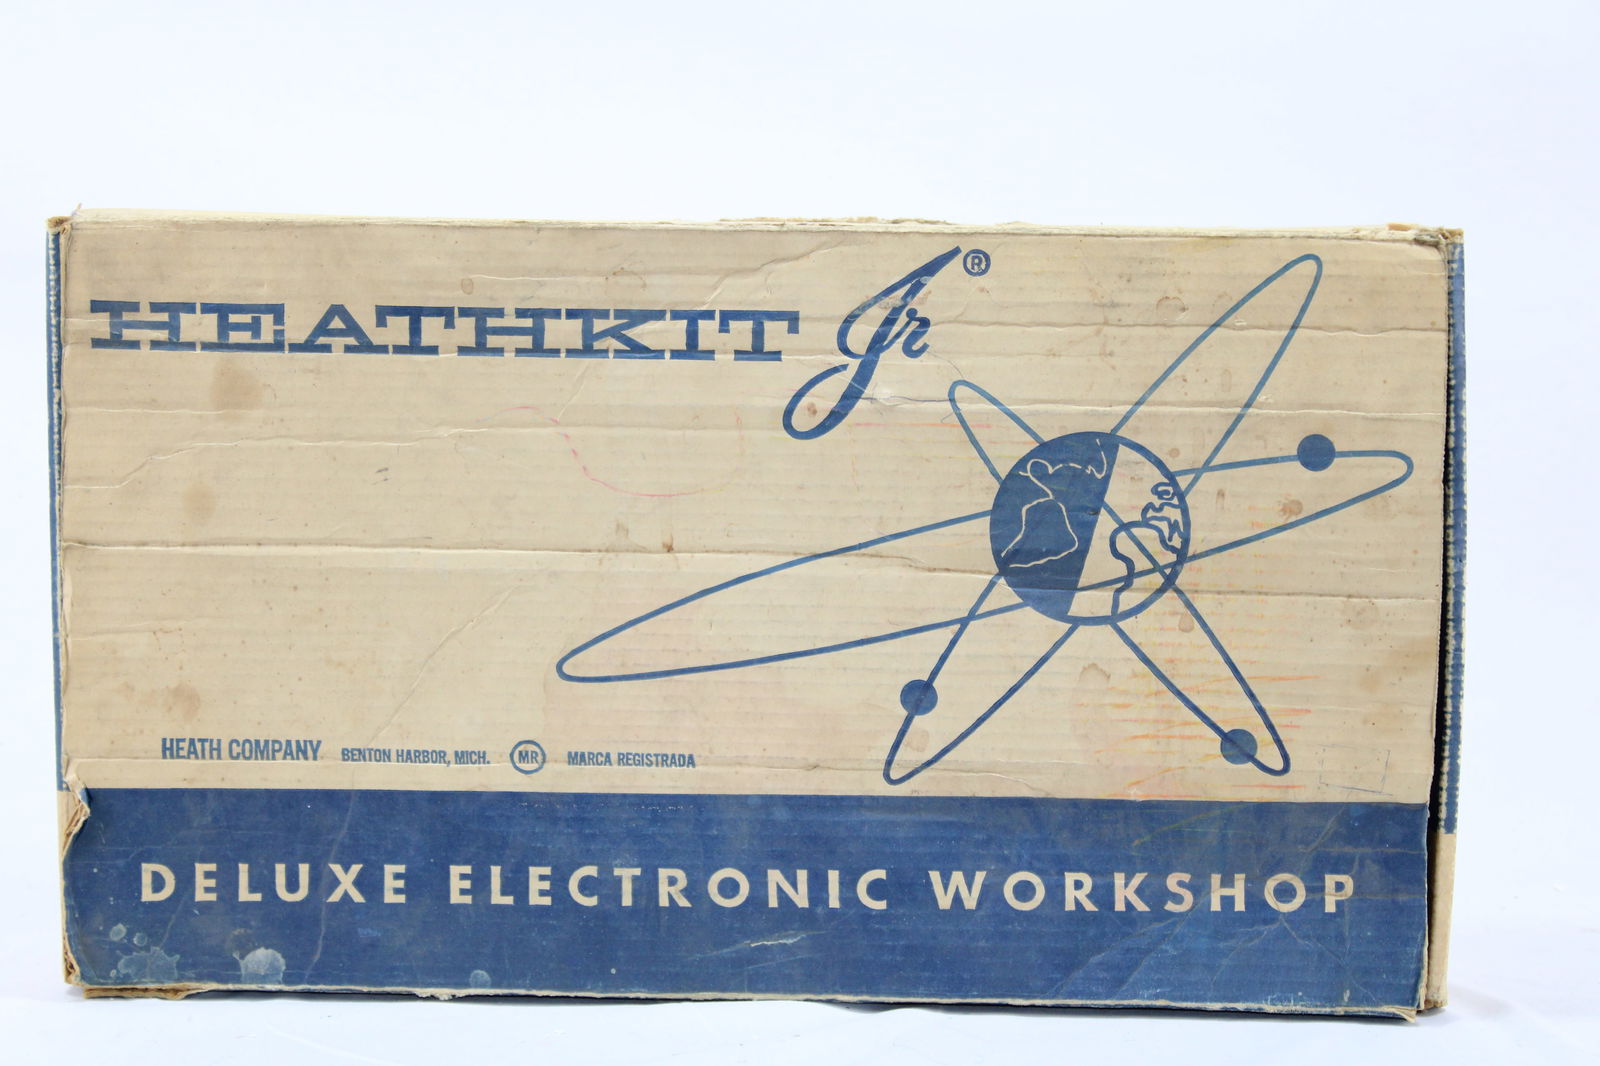 HEATHKIT Jr ®
HEATH COMPANY BENTON HARBOR, MICH. MR MARCA REGISTRADA
DELUXE ELECTRONIC WORKSHOP